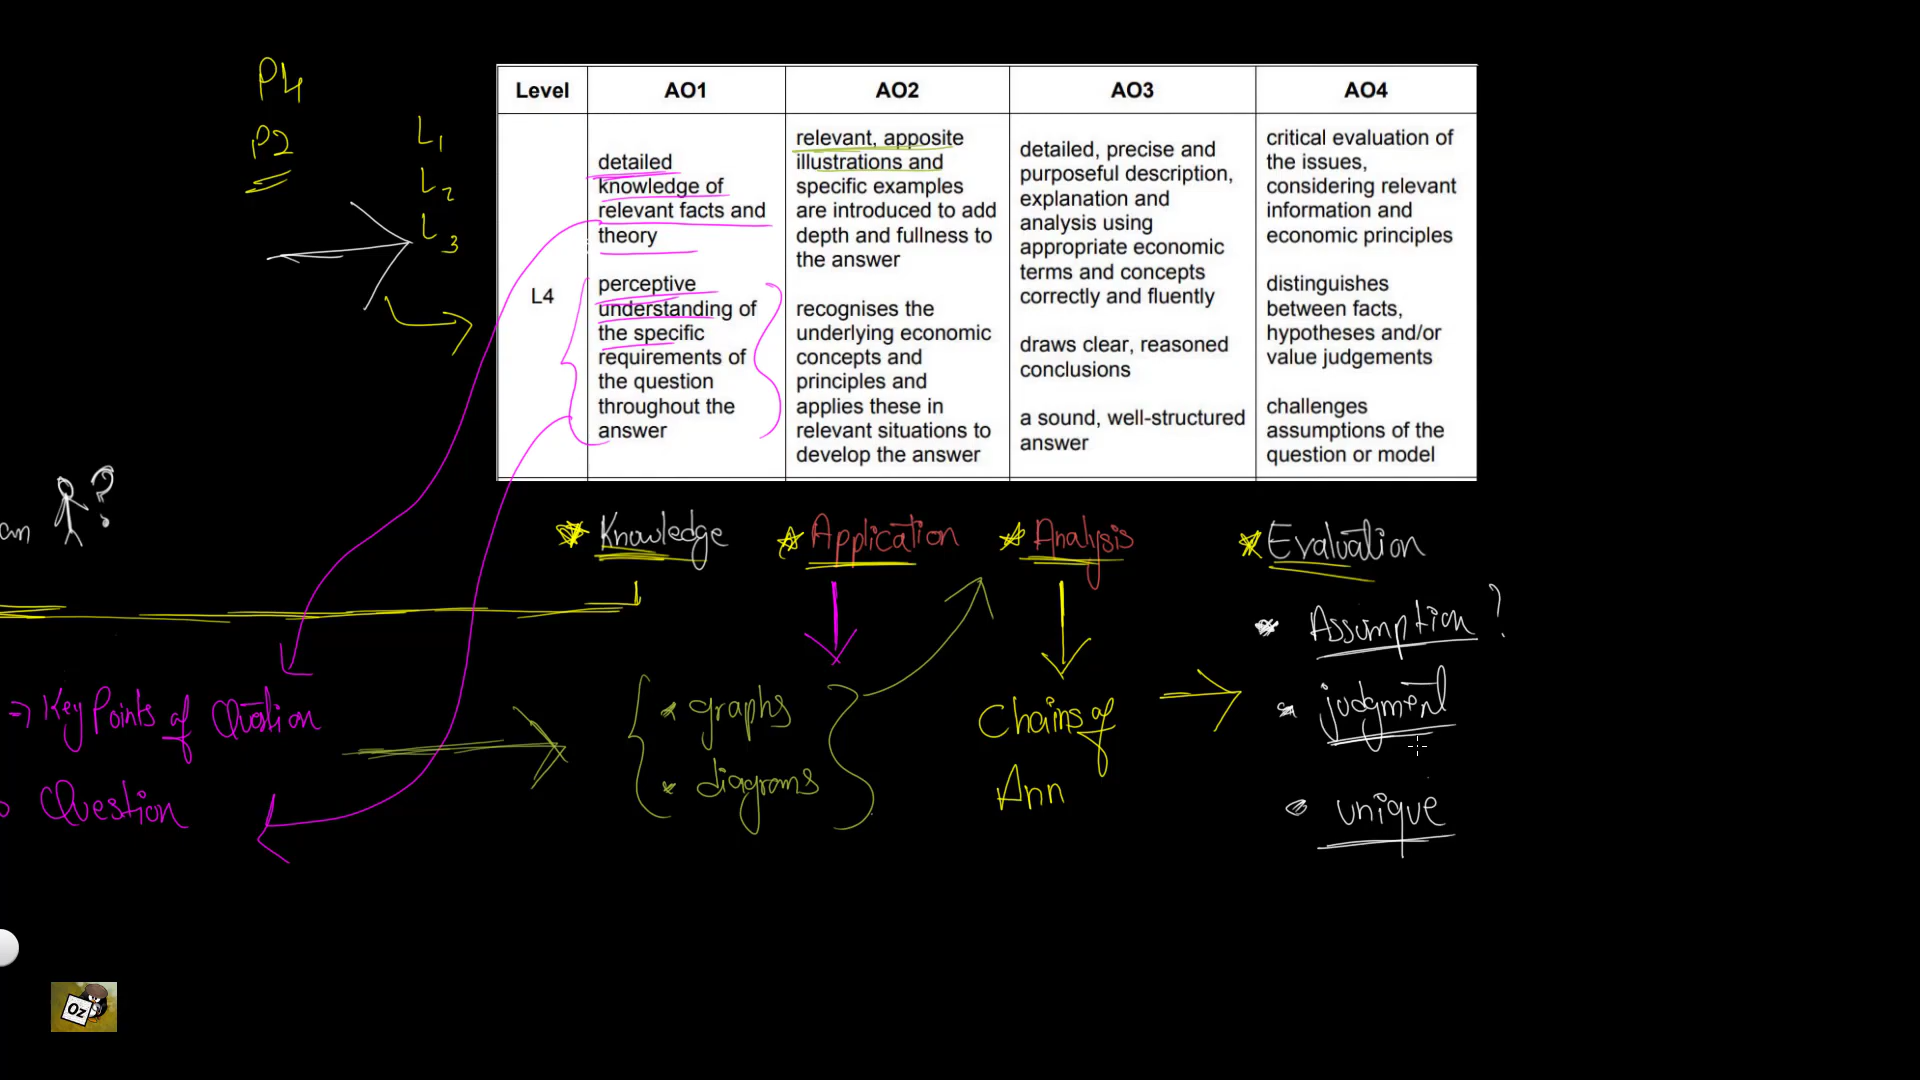 P4
P2
L1
L2
L3
Level
AO1
AO2
AO3
AO4
L4
detailed
knowledge of
relevant facts and
theory
perceptive
understanding of
the specific
requirements of
the question
throughout the
answer
relevant, apposite
illustrations and
specific examples
are introduced to add
depth and fullness to
the answer
recognises the
underlying economic
concepts and
principles and
applies these in
relevant situations to
develop the answer
detailed, precise and
purposeful description,
explanation and
analysis using
appropriate economic
terms and concepts
correctly and fluently
draws clear, reasoned
conclusions
a sound, well-structured
answer
critical evaluation of
the issues,
considering relevant
information and
economic principles
distinguishes
between facts,
hypotheses and/or
value judgements
challenges
assumptions of the
question or model
an ?
Knowledge
Application
Analysis
Evaluation
⇒ Key Points of Question
Question
graphs
diagrams
Chains of
Ann
Assumption ?
judgment
unique
Oz